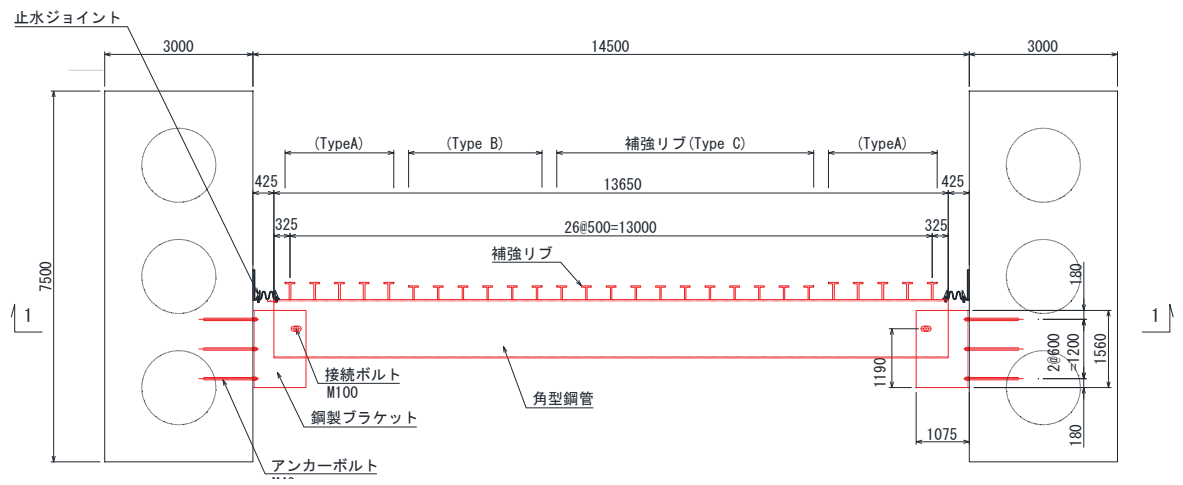 止水ジョイント
3000
14500
3000
(TypeA)
(Type B)
補強リブ(Type C)
(TypeA)
425
13650
425
325
26@500=13000
325
補強リブ
7500
180
1
1
2@600
=1200
1560
1190
接続ボルト
M100
鋼製ブラケット
角型鋼管
1075
180
アンカーボルト